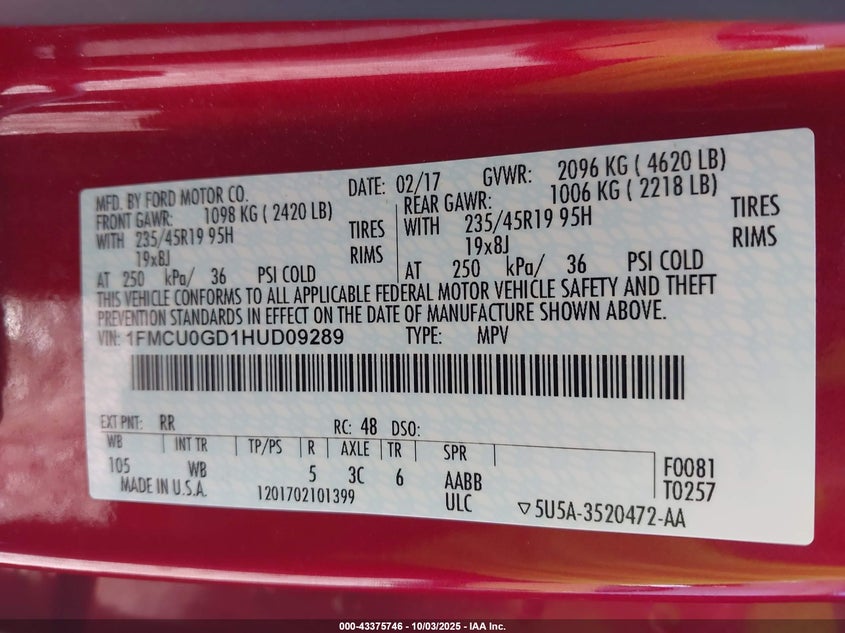 MFD. BY FORD MOTOR CO. DATE: 02/17 GVWR: 2096 KG ( 4620 LB)
FRONT GAWR: 1098 KG ( 2420 LB) REAR GAWR: 1006 KG ( 2218 LB)
WITH 235/45R19 95H TIRES WITH 235/45R19 95H TIRES
19x8J RIMS 19x8J RIMS
AT 250 kPa/ 36 PSI COLD AT 250 kPa/ 36 PSI COLD
THIS VEHICLE CONFORMS TO ALL APPLICABLE FEDERAL MOTOR VEHICLE SAFETY AND THEFT
PREVENTION STANDARDS IN EFFECT ON THE DATE OF MANUFACTURE SHOWN ABOVE.
VIN: 1FMCU0GD1HUD09289 TYPE: MPV
EXT PNT: RR RC: 48 DSO:
WB INT TR TP/PS R AXLE TR SPR
105 WB 5 3C 6 AABB F0081
MADE IN U.S.A. 1201702101399 ULC T0257
▽ 5U5A-3520472-AA
000-43375746 - 10/03/2025 - IAA Inc.